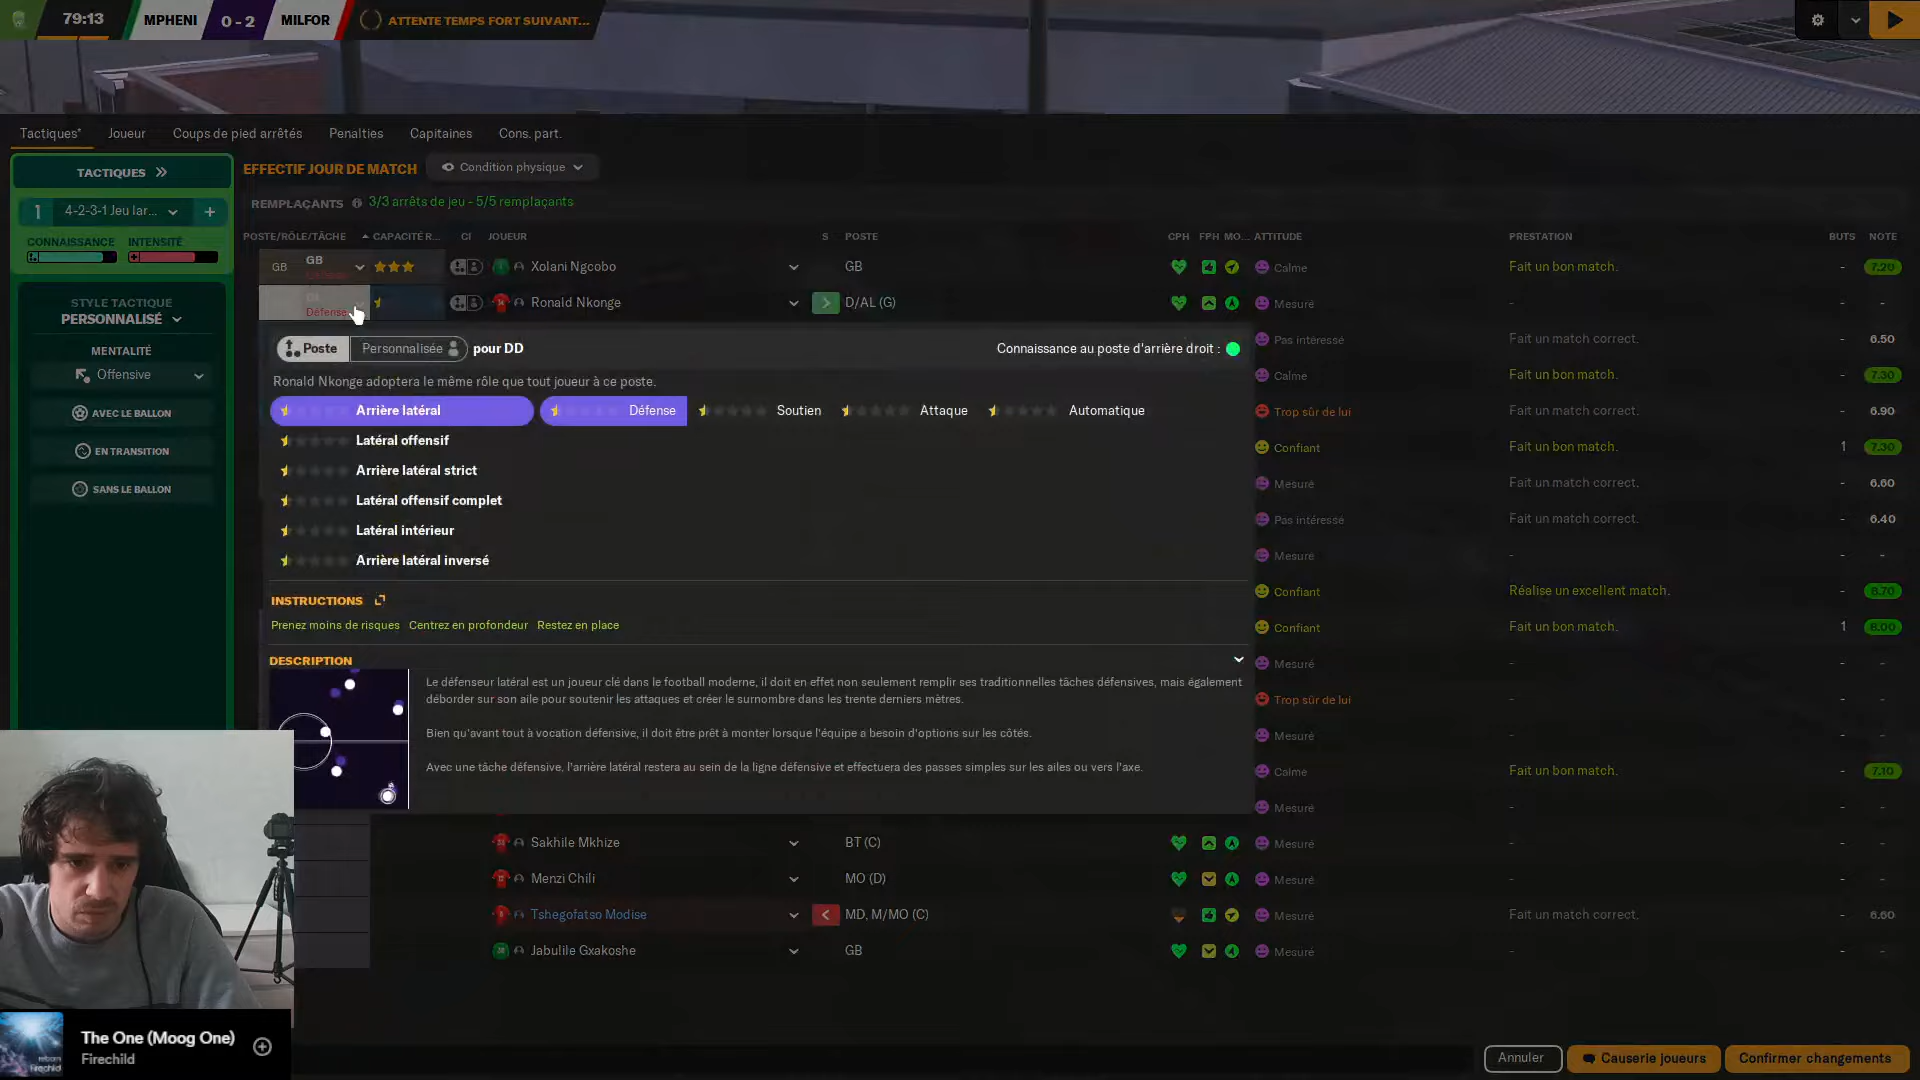 79:13 MPHENI 0 - 2 MILFOR ATTENTE TEMPS FORT SUIVANT...
Tactiques* Joueur Coups de pied arrêtés Penalties Capitaines Cons. part.
TACTIQUES
1 4-2-3-1 Jeu lar... +
CONNAISSANCE INTENSITÉ
STYLE TACTIQUE
PERSONNALISÉ
MENTALITÉ
Offensive
AVEC LE BALLON
EN TRANSITION
SANS LE BALLON
EFFECTIF JOUR DE MATCH Condition physique
REMPLAÇANTS 3/3 arrêts de jeu - 5/5 remplaçants
POSTE/RÔLE/TÂCHE CAPACITÉ R... CI JOUEUR S POSTE CPH FPH MO... ATTITUDE PRESTATION BUTS NOTE
GB GB Xolani Ngcobo GB Calme Fait un bon match. - 7.20
Défense Ronald Nkonge D/AL (G) Mesuré - - -
Poste Personnalisée pour DD Connaissance au poste d'arrière droit :
Ronald Nkonge adoptera le même rôle que tout joueur à ce poste.
Arrière latéral Défense Soutien Attaque Automatique
Latéral offensif
Arrière latéral strict
Latéral offensif complet
Latéral intérieur
Arrière latéral inversé
INSTRUCTIONS
Prenez moins de risques Centrez en profondeur Restez en place
DESCRIPTION
Le défenseur latéral est un joueur clé dans le football moderne, il doit en effet non seulement remplir ses traditionnelles tâches défensives, mais également
déborder sur son aile pour soutenir les attaques et créer le surnombre dans les trente derniers mètres.
Bien qu'avant tout à vocation défensive, il doit être prêt à monter lorsque l'équipe a besoin d'options sur les côtés.
Avec une tâche défensive, l'arrière latéral restera au sein de la ligne défensive et effectuera des passes simples sur les ailes ou vers l'axe.
Pas intéressé Fait un match correct. - 6.50
Calme Fait un bon match. - 7.30
Trop sûr de lui Fait un match correct. - 6.90
Confiant Fait un bon match. 1 7.30
Mesuré Fait un match correct. - 6.60
Pas intéressé Fait un match correct. - 6.40
Mesuré - - -
Confiant Réalise un excellent match. - 8.70
Confiant Fait un bon match. 1 8.00
Mesuré - - -
Trop sûr de lui - - -
Mesuré - - -
Calme Fait un bon match. - 7.10
Mesuré - - -
Sakhile Mkhize BT (C) Mesuré - - -
Menzi Chili MO (D) Mesuré - - -
Tshegofatso Modise MD, M/MO (C) Mesuré Fait un match correct. - 6.60
Jabulile Gxakoshe GB Mesuré - - -
The One (Moog One)
Firechild
Annuler Causerie joueurs Confirmer changements